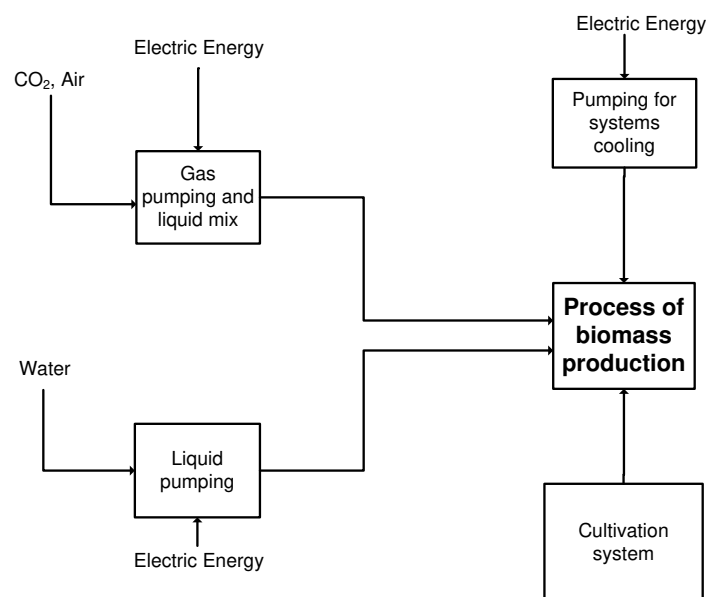 Electric Energy
CO₂, Air
Gas
pumping and
liquid mix
Electric Energy
Pumping for
systems
cooling
Process of
biomass
production
Water
Liquid
pumping
Electric Energy
Cultivation
system